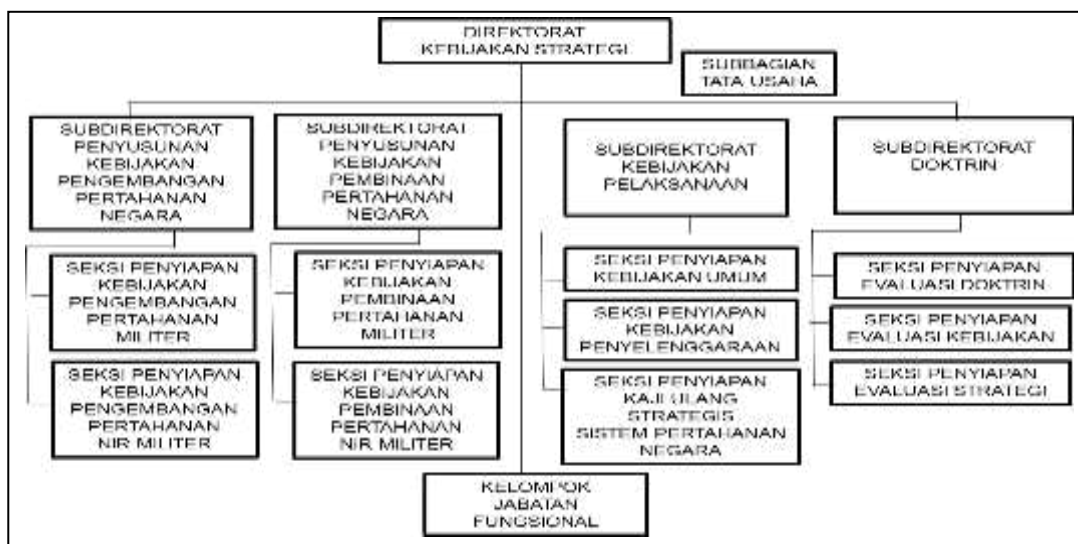 DIREKTORAT
KEBIJAKAN STRATEGI
SUBBAGIAN
TATA USAHA
SUBDIREKTORAT
PENYUSUNAN
KEBIJAKAN
PENGEMBANGAN
PERTAHANAN
NEGARA
SUBDIREKTORAT
PENYUSUNAN
KEBIJAKAN
PEMBINAAN
PERTAHANAN
NEGARA
SUBDIREKTORAT
KEBIJAKAN
PELAKSANAAN
SUBDIREKTORAT
DOKTRIN
SEKSI PENYIAPAN
KEBIJAKAN
PENGEMBANGAN
PERTAHANAN
MILITER
SEKSI PENYIAPAN
KEBIJAKAN
PEMBINAAN
PERTAHANAN
MILITER
SEKSI PENYIAPAN
KEBIJAKAN UMUM
SEKSI PENYIAPAN
EVALUASI DOKTRIN
SEKSI PENYIAPAN
KEBIJAKAN
PENYELENGGARAAN
SEKSI PENYIAPAN
EVALUASI KEBIJAKAN
SEKSI PENYIAPAN
KEBIJAKAN
PENGEMBANGAN
PERTAHANAN
NIR MILITER
SEKSI PENYIAPAN
KEBIJAKAN
PEMBINAAN
PERTAHANAN
NIR MILITER
SEKSI PENYIAPAN
KAJI ULANG
STRATEGIS
SISTEM PERTAHANAN
NEGARA
SEKSI PENYIAPAN
EVALUASI STRATEGI
KELOMPOK
JABATAN
FUNGSIONAL